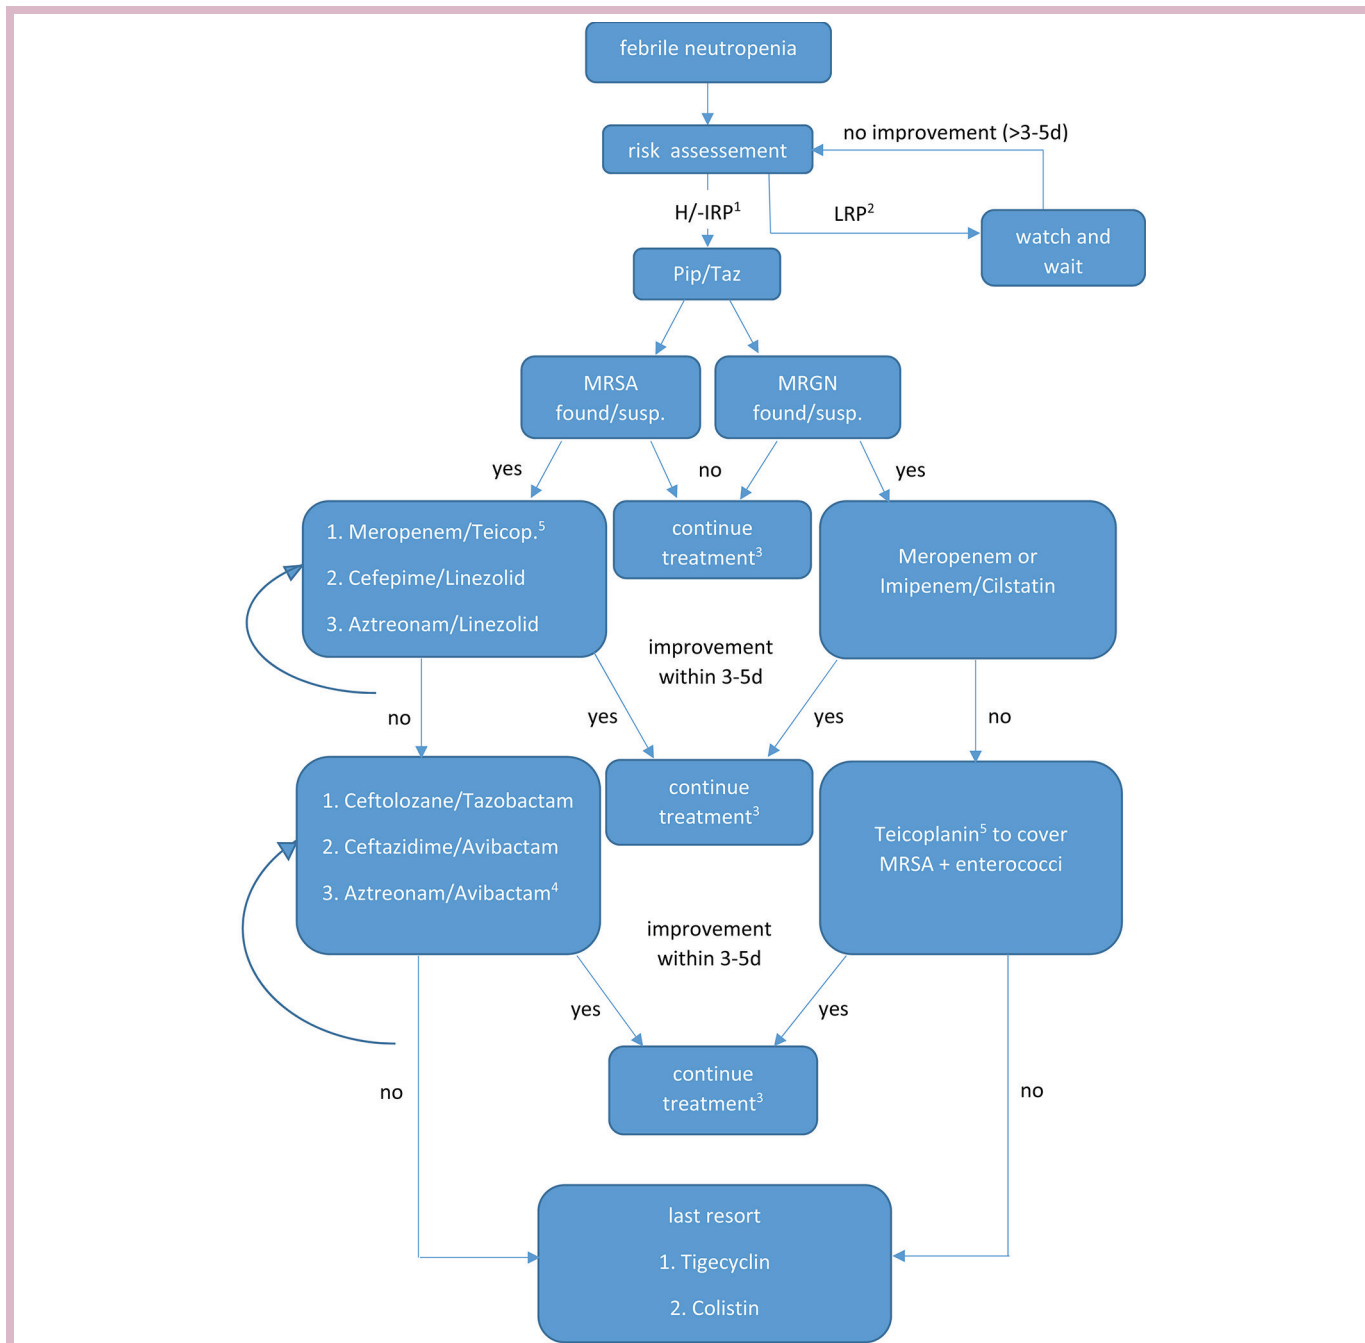 febrile neutropenia
risk assessement
no improvement (>3-5d)
H/-IRP¹
LRP²
watch and
wait
Pip/Taz
MRSA
found/susp.
MRGN
found/susp.
yes
no
yes
1. Meropenem/Teicop.⁵
2. Cefepime/Linezolid
3. Aztreonam/Linezolid
continue
treatment³
Meropenem or
Imipenem/Cilstatin
improvement
within 3-5d
no
yes
yes
no
1. Ceftolozane/Tazobactam
2. Ceftazidime/Avibactam
3. Aztreonam/Avibactam⁴
continue
treatment³
Teicoplanin⁵ to cover
MRSA + enterococci
improvement
within 3-5d
yes
yes
no
continue
treatment³
no
last resort
1. Tigecyclin
2. Colistin